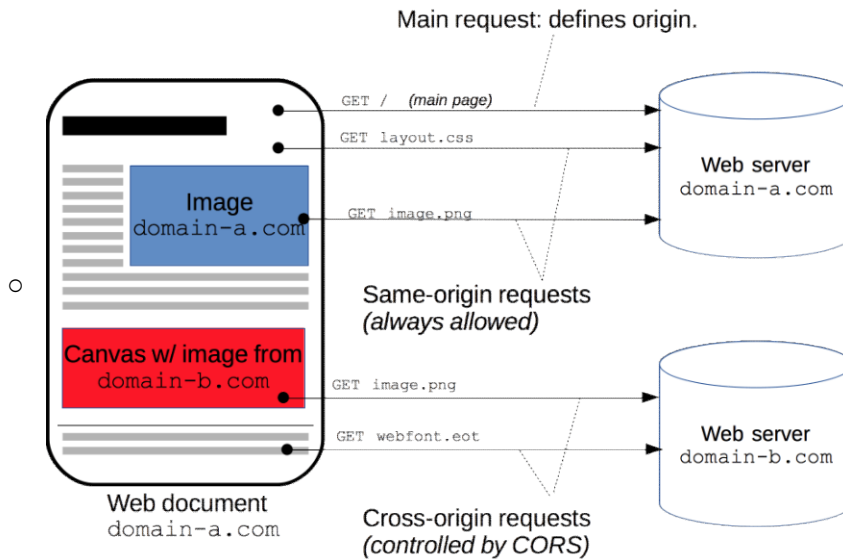 Main request: defines origin.
GET / (main page)
GET layout.css
Image
domain-a.com
GET image.png
Web server
domain-a.com
Same-origin requests
(always allowed)
Canvas w/ image from
domain-b.com
GET image.png
GET webfont.eot
Web server
domain-b.com
Web document
domain-a.com
Cross-origin requests
(controlled by CORS)